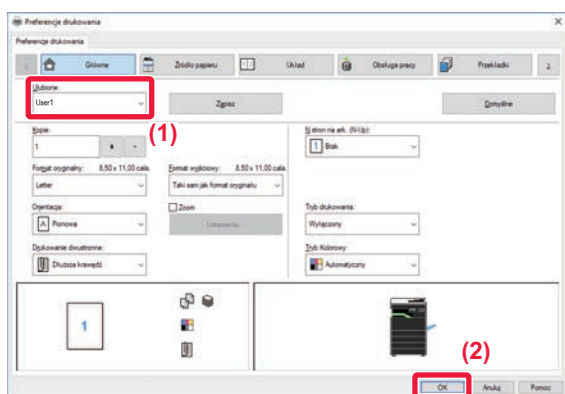 Preferencje drukowania
Preferencje drukowania
Główne Źródło papieru Układ Obsługa pracy Przekładki
Ulubione:
User1 Zapisz Domyślne
(1)
Kopie: N stron na ark. (N-Up):
1 + - 1 Brak
Format oryginalny: 8,50 x 11,00 cala. Format wyjściowy: 8,50 x 11,00 cala.
Letter Taki sam jak format oryginału
Orientacja: Zoom Tryb drukowania:
A Pionowa Ustawienia... Wyłączony
Drukowanie dwustronne: Tryb Kolorowy:
Dłuższa krawędź Automatyczny
1
(2)
OK Anuluj Pomoc